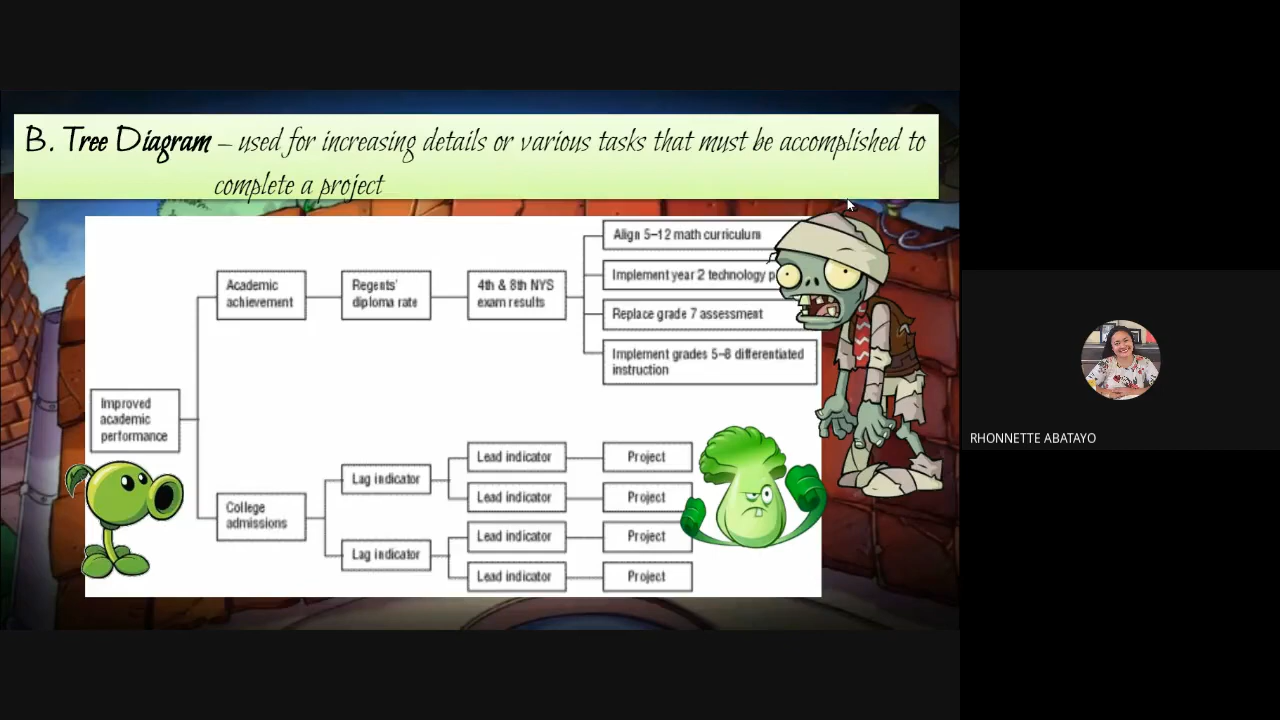 B. Tree Diagram – used for increasing details or various tasks that must be accomplished to
complete a project
Align 5–12 math curriculum
Implement year 2 technology
Replace grade 7 assessment
Implement grades 5–8 differentiated
instruction
Academic
achievement
Regents'
diploma rate
4th & 8th NYS
exam results
Improved
academic
performance
College
admissions
Lag indicator
Lag indicator
Lead indicator
Project
Lead indicator
Project
Lead indicator
Project
Lead indicator
Project
RHONNETTE ABATAYO